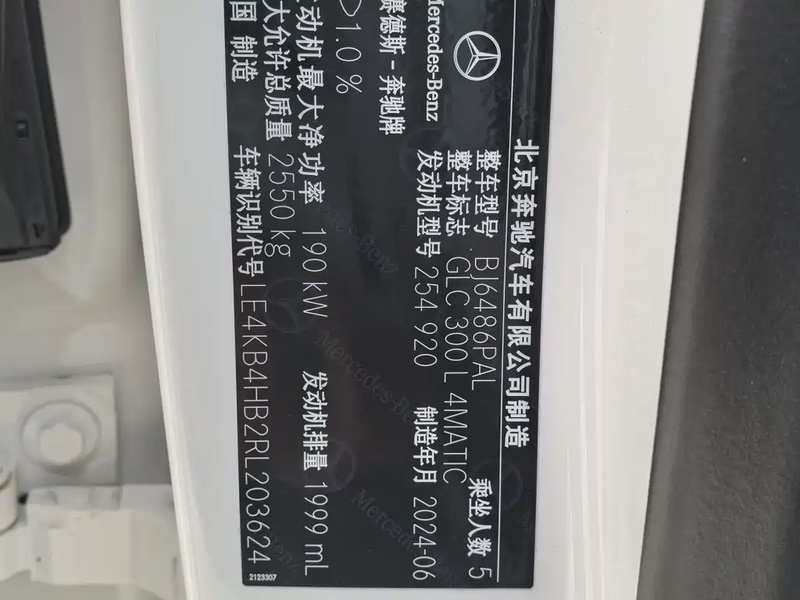 北京奔驰汽车有限公司制造
整车型号 BJ6486PAL 乘坐人数 5
整车标志 GLC 300 L 4MATIC
发动机型号 254 920 制造年月 2024-06
Mercedes-Benz
赛德斯-奔驰牌
>1.0 %
发动机最大净功率 190 kW 发动机排量 1999 mL
大允许总质量 2550 kg
国 制造 车辆识别代号 LE4KB4HB2RL203624
2123307